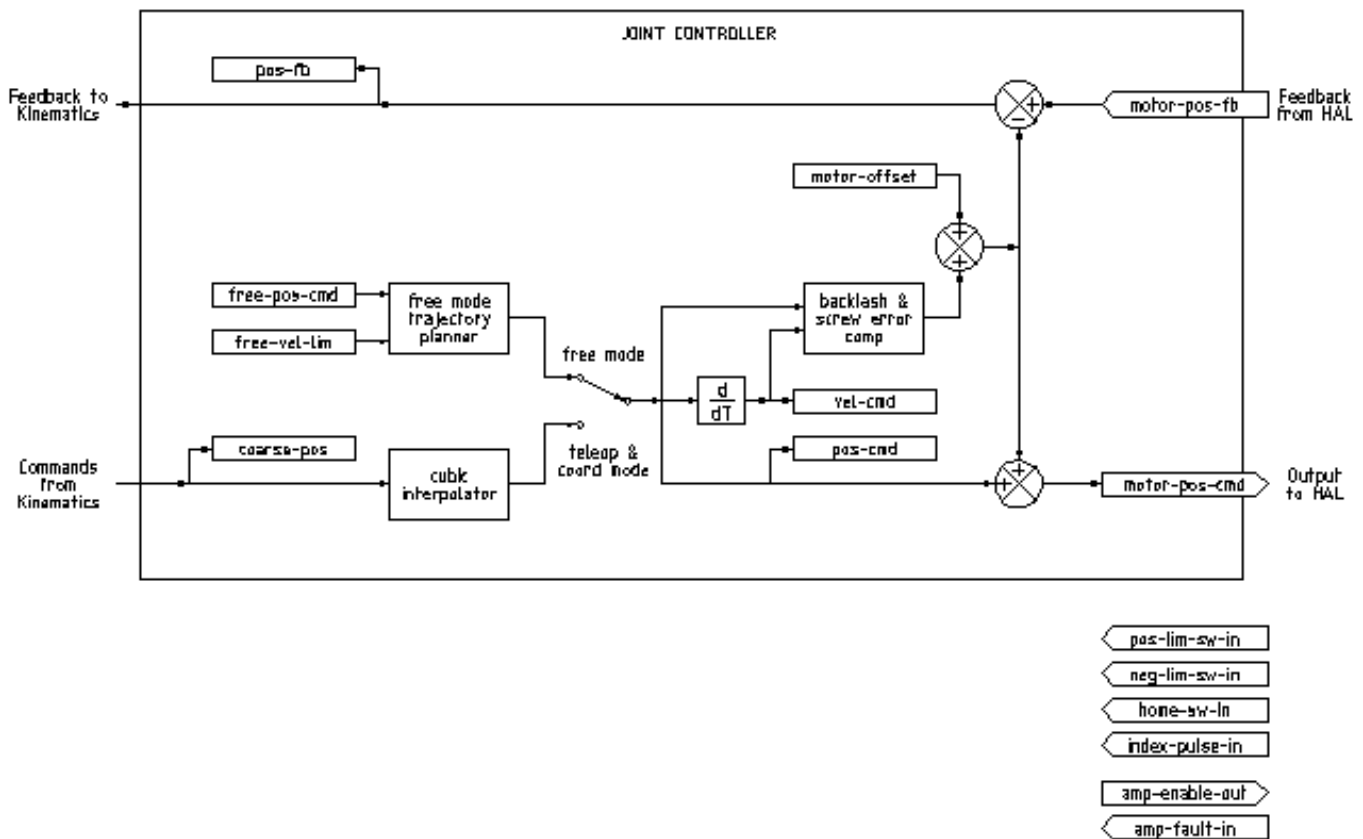 JOINT CONTROLLER
pos-fb
Feedback to
Kinematics
+
−
motor-pos-fb
Feedback
from HAL
motor-offset
+
+
free-pos-cmd
free-vel-lim
free mode
trajectory
planner
backlash &
screw error
comp
free mode
d
dT
vel-cmd
coarse-pos
teleop &
coord mode
pos-cmd
Commands
from
Kinematics
cubic
interpolator
+
+
motor-pos-cmd
Output
to HAL
pos-lim-sw-in
neg-lim-sw-in
home-sw-in
index-pulse-in
amp-enable-out
amp-fault-in